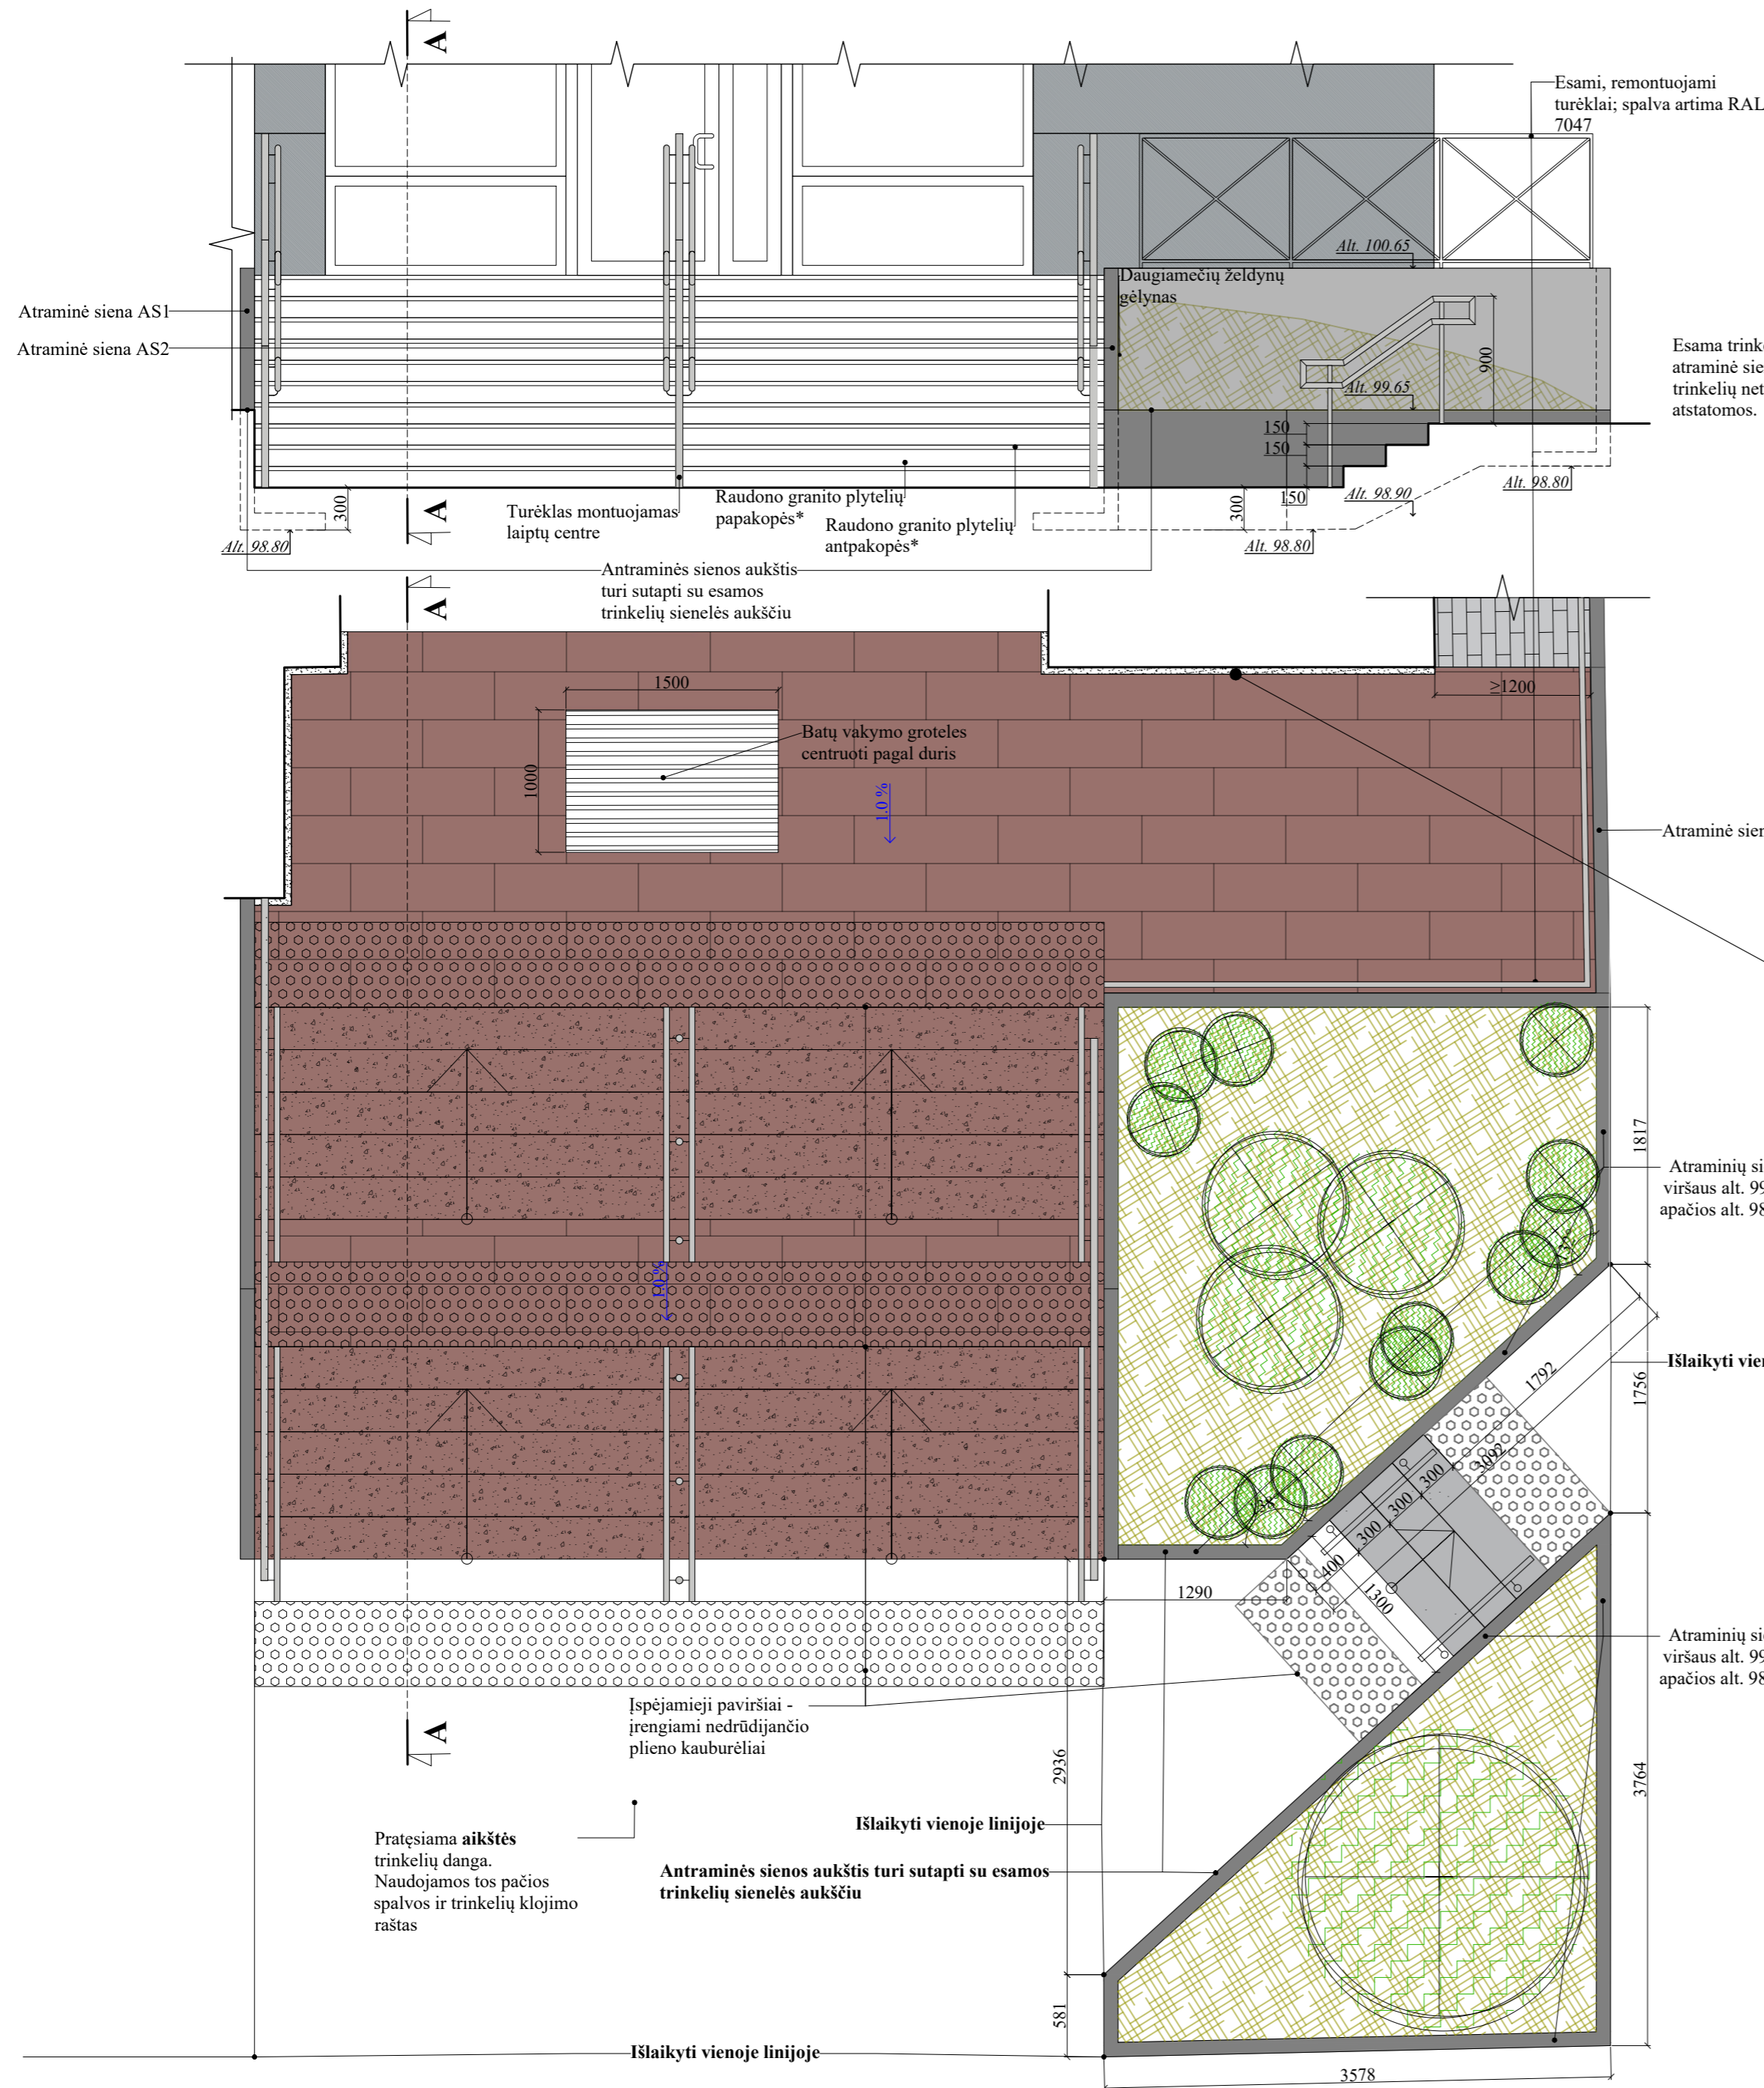 A
Esami, remontuojami
turėklai; spalva artima RAL
7047
Alt. 100.65
Daugiamečių želdynų
gėlynas
Atraminė siena AS1
Atraminė siena AS2
900
Alt. 99.65
Esama trink
atraminė sie
trinkelių net
atstatomos.
150
150
150
Alt. 98.90
Alt. 98.80
300
A
Turėklas montuojamas
laiptų centre
Raudono granito plytelių
papakopės*
Raudono granito plytelių
antpakopės*
300
Alt. 98.80
Alt. 98.80
Antraminės sienos aukštis
turi sutapti su esamos
trinkelių sienelės aukščiu
A
1500
≥1200
Batų vakymo groteles
centruoti pagal duris
1000
1.0 %
Atraminė sien
1817
Atraminių si
viršaus alt. 99
apačios alt. 98
132°
1.0 %
Išlaikyti vien
1792
1756
3092
300
300
300
138°
400
1300
1290
Atraminių si
viršaus alt. 99
apačios alt. 98
Įspėjamieji paviršiai -
įrengiami nedrūdijančio
plieno kauburėliai
A
2936
3764
Išlaikyti vienoje linijoje
Pratęsiama aikštės
trinkelių danga.
Naudojamos tos pačios
spalvos ir trinkelių klojimo
raštas
Antraminės sienos aukštis turi sutapti su esamos
trinkelių sienelės aukščiu
581
Išlaikyti vienoje linijoje
3578